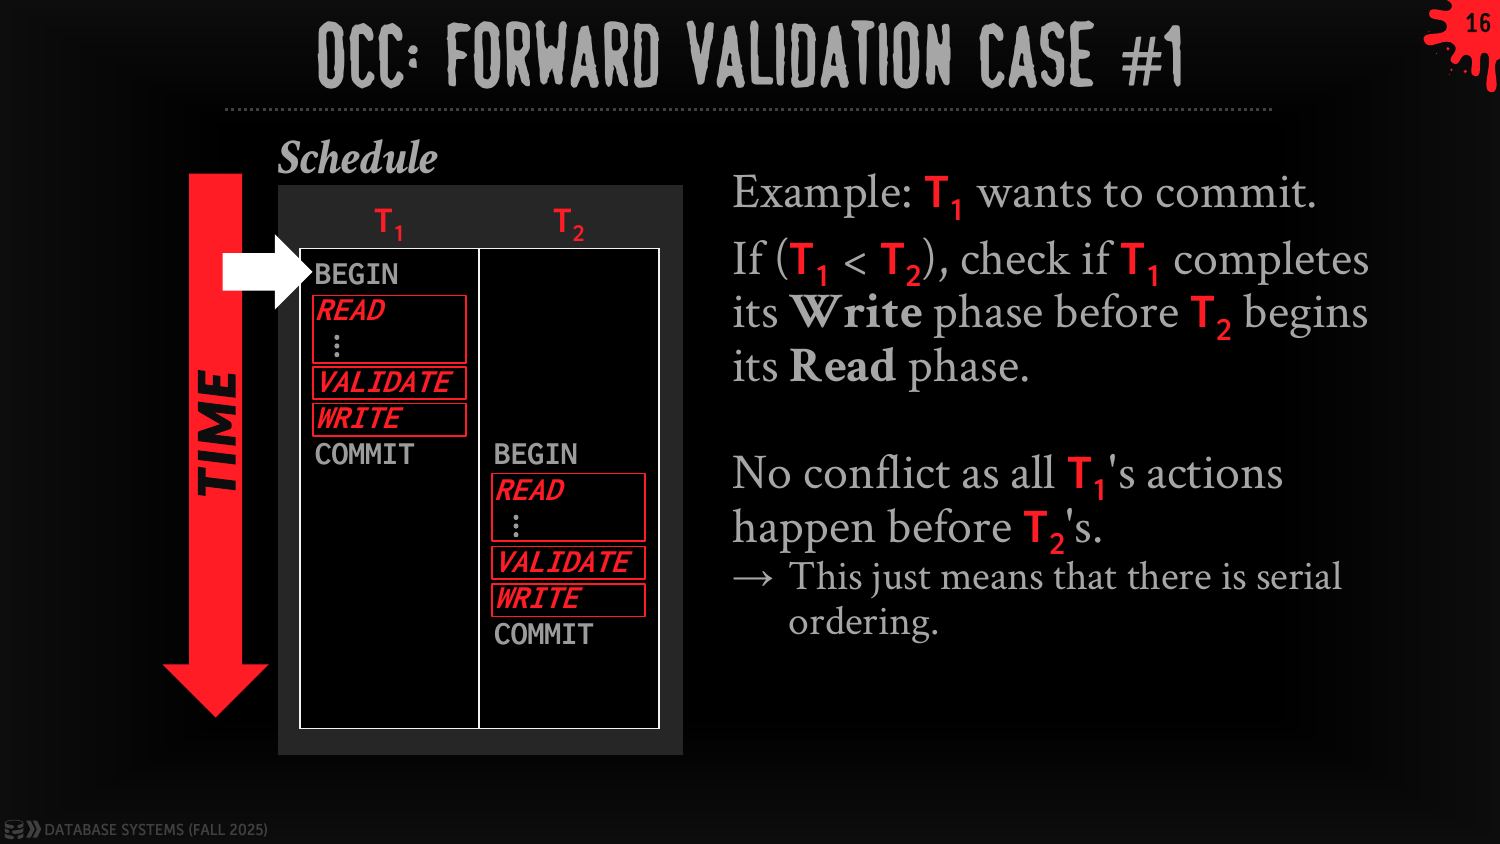 OCC: FORWARD VALIDATION CASE #1
16
Schedule
TIME
T1 T2
BEGIN
READ
⋮
VALIDATE
WRITE
COMMIT
BEGIN
READ
⋮
VALIDATE
WRITE
COMMIT
Example: T1 wants to commit.
If (T1 < T2), check if T1 completes
its Write phase before T2 begins
its Read phase.
No conflict as all T1's actions
happen before T2's.
→ This just means that there is serial
ordering.
DATABASE SYSTEMS (FALL 2025)